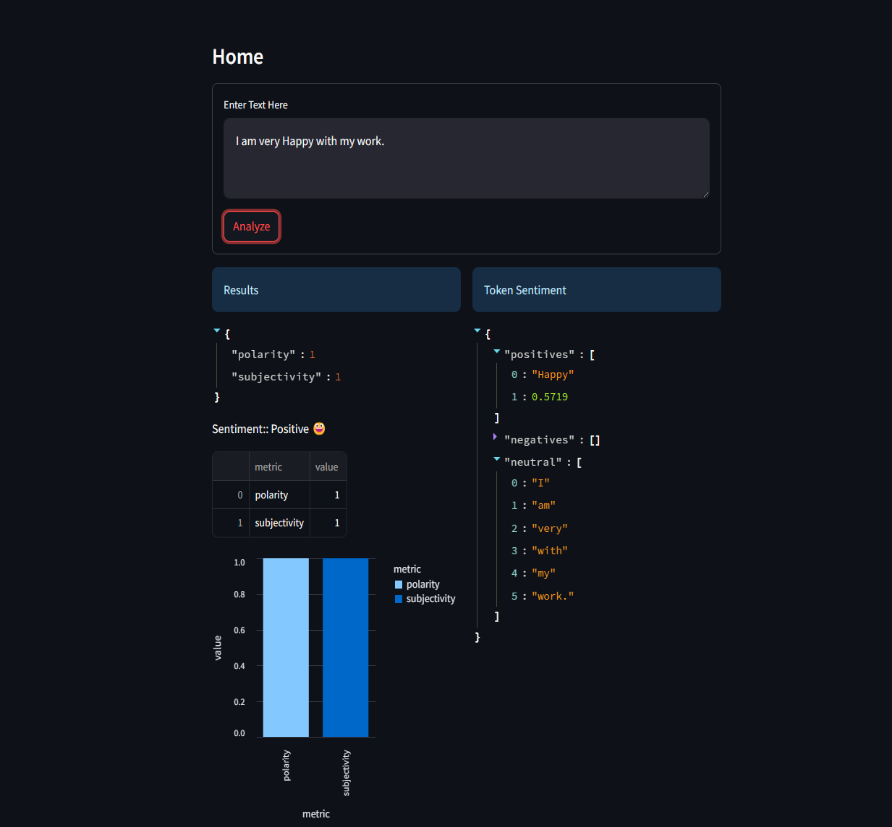 Home
Enter Text Here
I am very Happy with my work.
Analyze
Results
{
"polarity" : 1
"subjectivity" : 1
}
Sentiment:: Positive 😃
metric value
0 polarity 1
1 subjectivity 1
1.0
0.8
0.6
0.4
0.2
0.0
value
polarity
subjectivity
metric
metric
polarity
subjectivity
Token Sentiment
{
"positives" : [
0 : "Happy"
1 : 0.5719
]
"negatives" : []
"neutral" : [
0 : "I"
1 : "am"
2 : "very"
3 : "with"
4 : "my"
5 : "work."
]
}